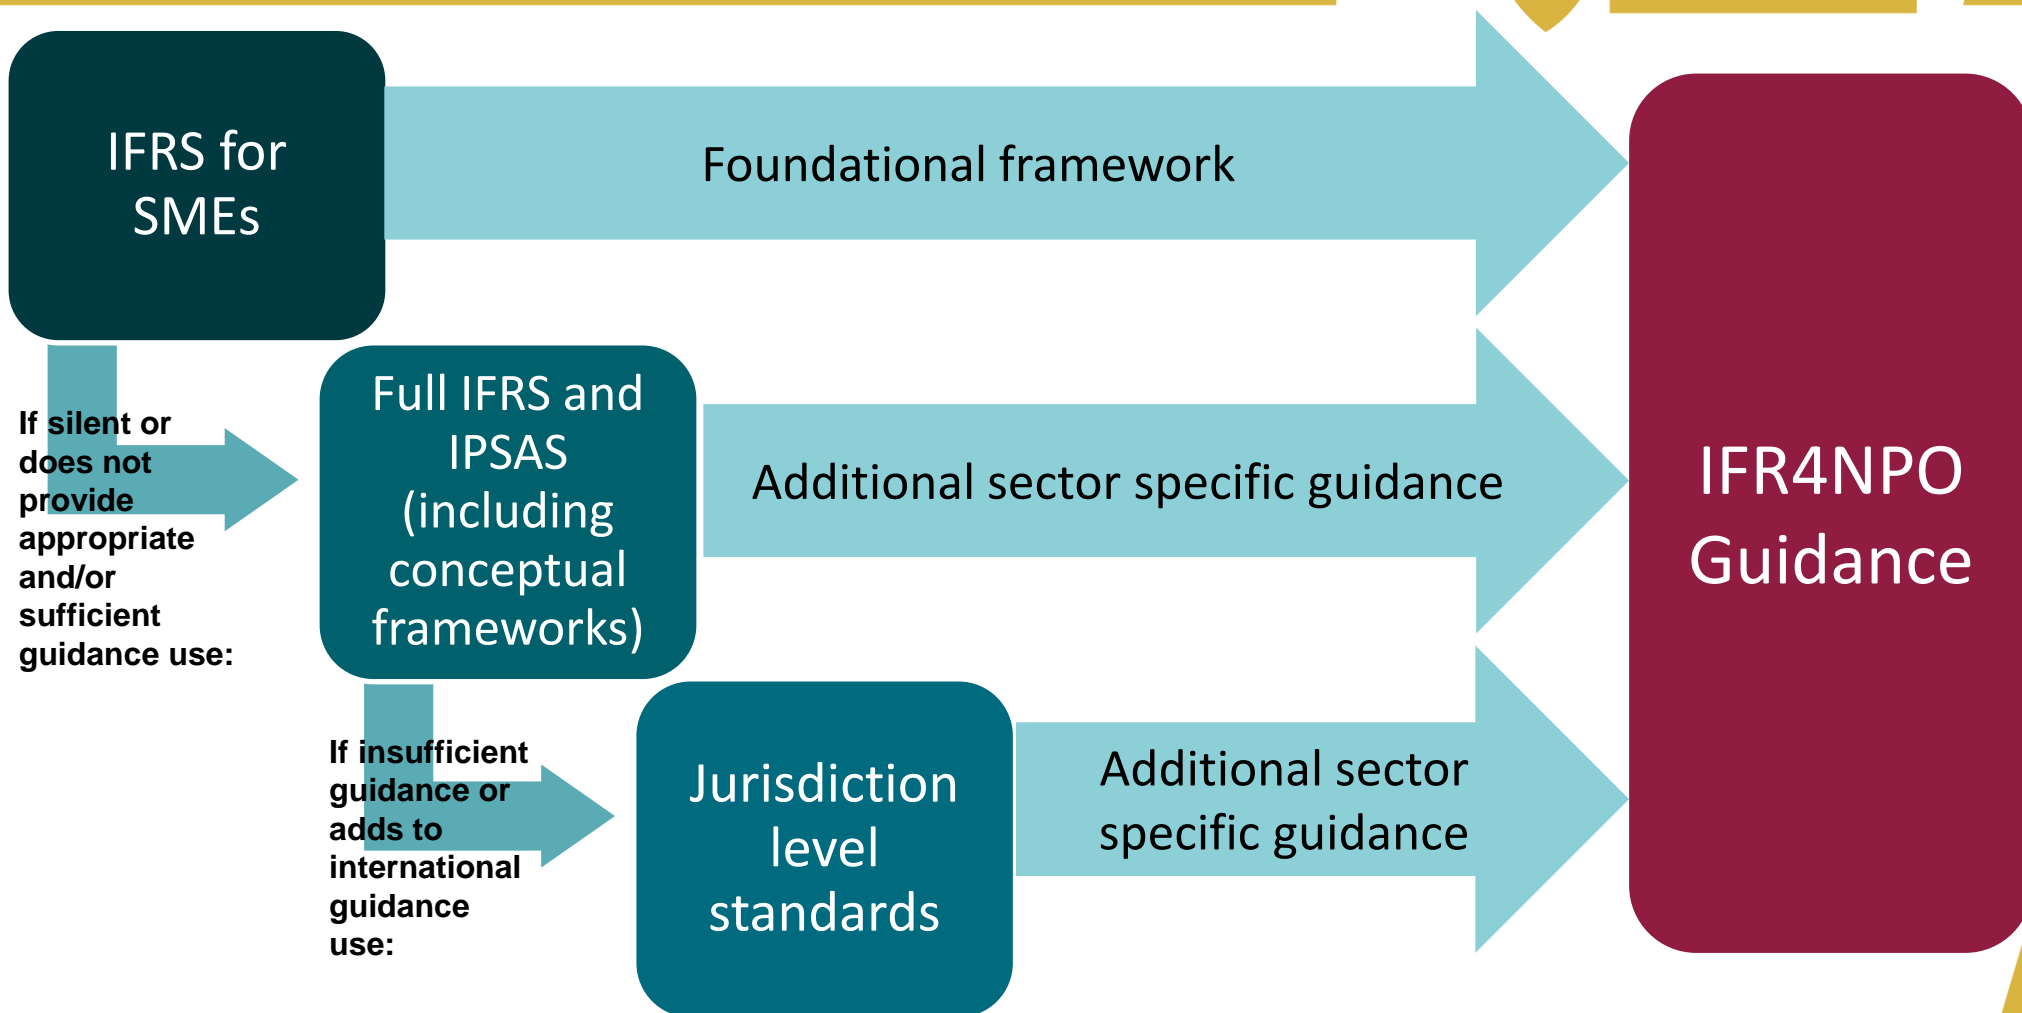 IFRS for
SMEs
Foundational framework
If silent or
does not
provide
appropriate
and/or
sufficient
guidance use:
Full IFRS and
IPSAS
(including
conceptual
frameworks)
Additional sector specific guidance
If insufficient
guidance or
adds to
international
guidance
use:
Jurisdiction
level
standards
Additional sector
specific guidance
IFR4NPO
Guidance